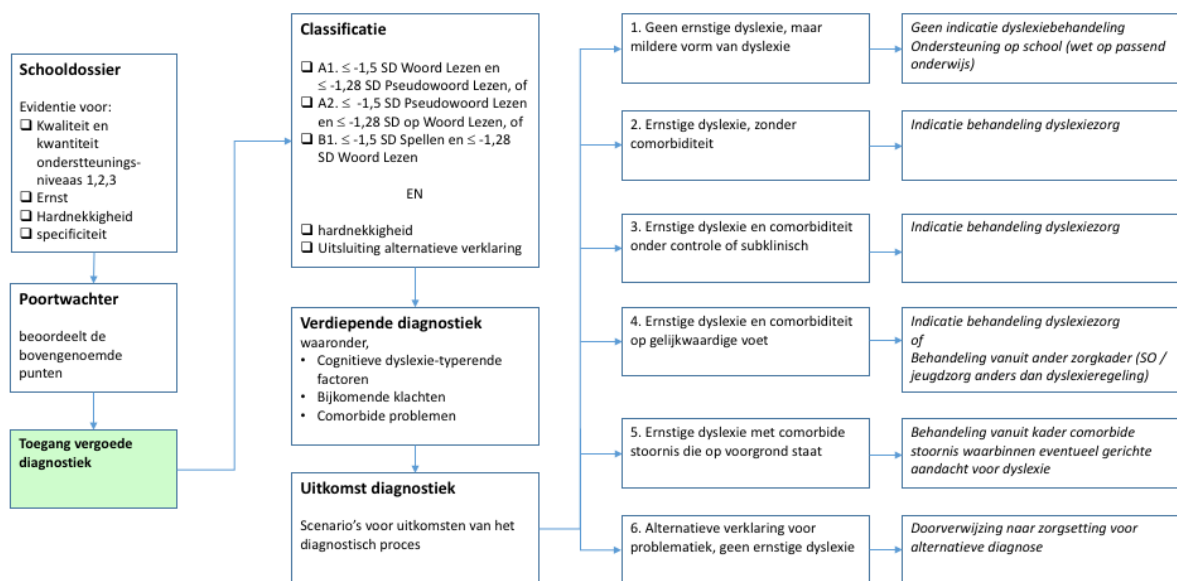 Schooldossier
Evidentie voor:
❑ Kwaliteit en
kwantiteit
onderstteunings-
niveaas 1,2,3
❑ Ernst
❑ Hardnekkigheid
❑ specificiteit
Poortwachter
beoordeelt de
bovengenoemde
punten
Toegang vergoede
diagnostiek
Classificatie
❑ A1. ≤ -1,5 SD Woord Lezen en
≤ -1,28 SD Pseudowoord Lezen, of
❑ A2. ≤ -1,5 SD Pseudowoord Lezen
en ≤ -1,28 SD op Woord Lezen, of
❑ B1. ≤ -1,5 SD Spellen en ≤ -1,28
SD Woord Lezen
EN
❑ hardnekkigheid
❑ Uitsluiting alternatieve verklaring
Verdiepende diagnostiek
waaronder,
• Cognitieve dyslexie-typerende
factoren
• Bijkomende klachten
• Comorbide problemen
Uitkomst diagnostiek
Scenario's voor uitkomsten van het
diagnostisch proces
1. Geen ernstige dyslexie, maar
mildere vorm van dyslexie
Geen indicatie dyslexiebehandeling
Ondersteuning op school (wet op passend
onderwijs)
2. Ernstige dyslexie, zonder
comorbiditeit
Indicatie behandeling dyslexiezorg
3. Ernstige dyslexie en comorbiditeit
onder controle of subklinisch
Indicatie behandeling dyslexiezorg
4. Ernstige dyslexie en comorbiditeit
op gelijkwaardige voet
Indicatie behandeling dyslexiezorg
of
Behandeling vanuit ander zorgkader (SO /
jeugdzorg anders dan dyslexieregeling)
5. Ernstige dyslexie met comorbide
stoornis die op voorgrond staat
Behandeling vanuit kader comorbide
stoornis waarbinnen eventueel gerichte
aandacht voor dyslexie
6. Alternatieve verklaring voor
problematiek, geen ernstige dyslexie
Doorverwijzing naar zorgsetting voor
alternatieve diagnose